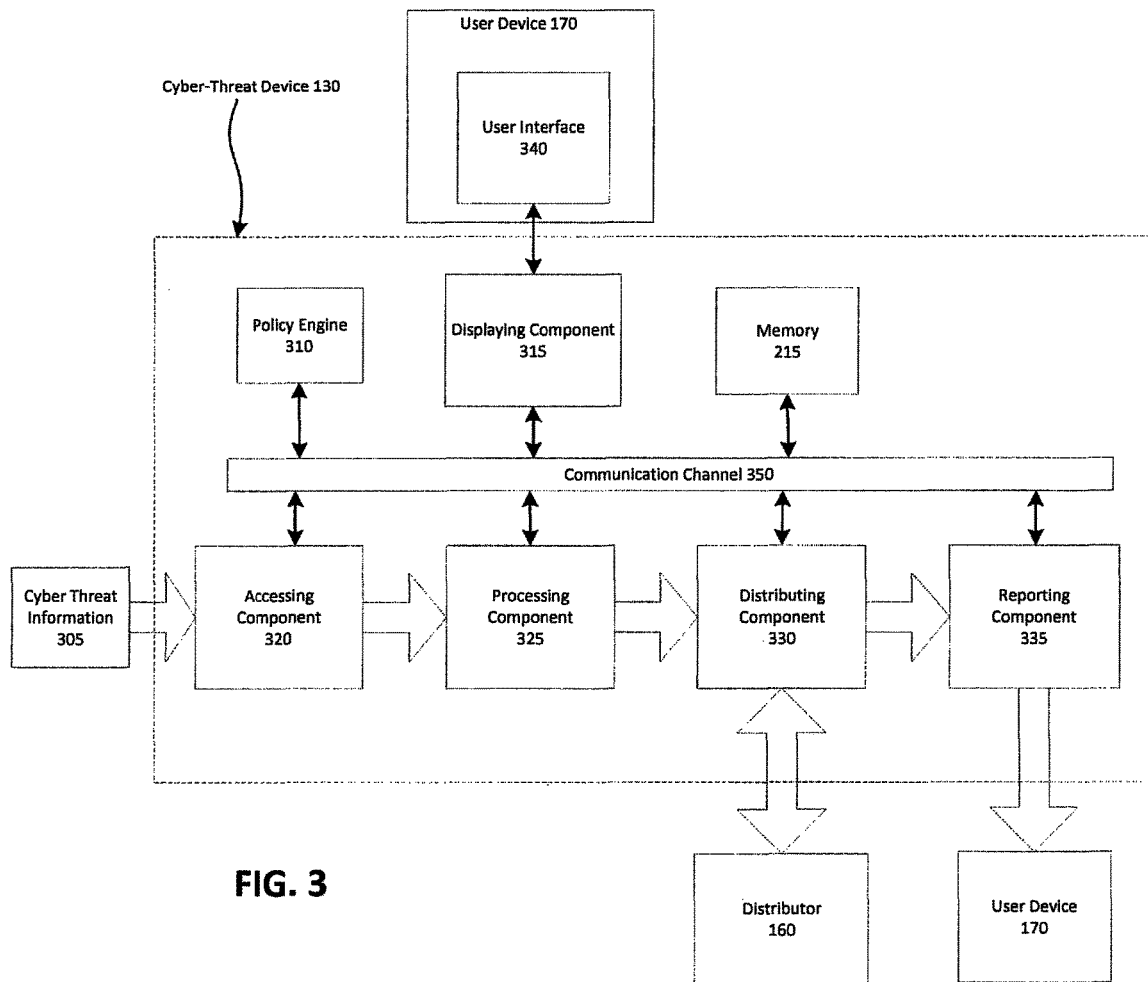 User Device 170
Cyber-Threat Device 130
User Interface
340
Policy Engine
310
Displaying Component
315
Memory
215
Communication Channel 350
Cyber Threat
Information
305
Accessing
Component
320
Processing
Component
325
Distributing
Component
330
Reporting
Component
335
FIG. 3
Distributor
160
User Device
170